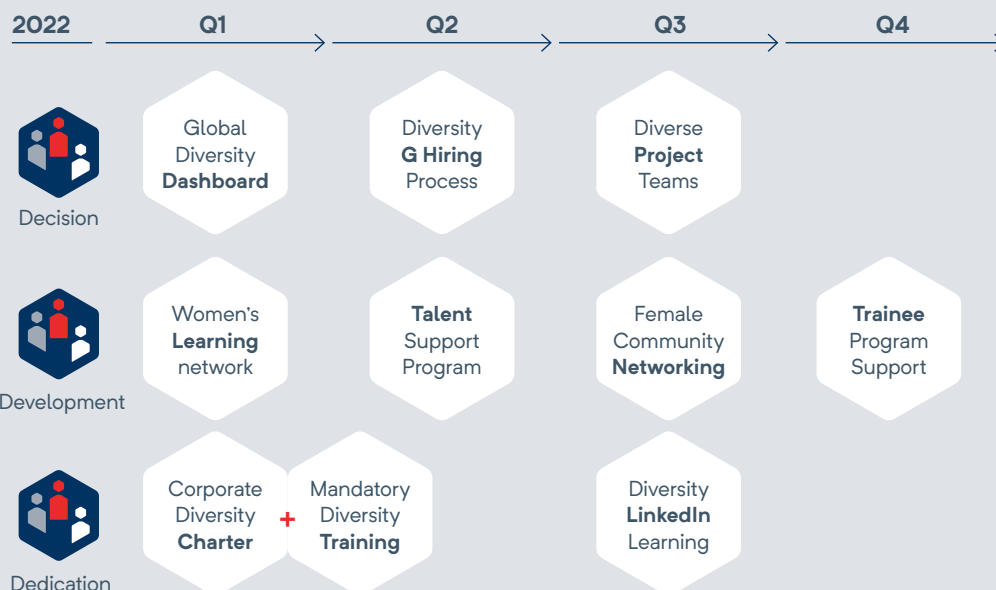 2022 Q1 Q2 Q3 Q4
Global
Diversity
Dashboard
Diversity
G Hiring
Process
Diverse
Project
Teams
Decision
Women's
Learning
network
Talent
Support
Program
Female
Community
Networking
Trainee
Program
Support
Development
Corporate
Diversity
Charter
+
Mandatory
Diversity
Training
Diversity
LinkedIn
Learning
Dedication